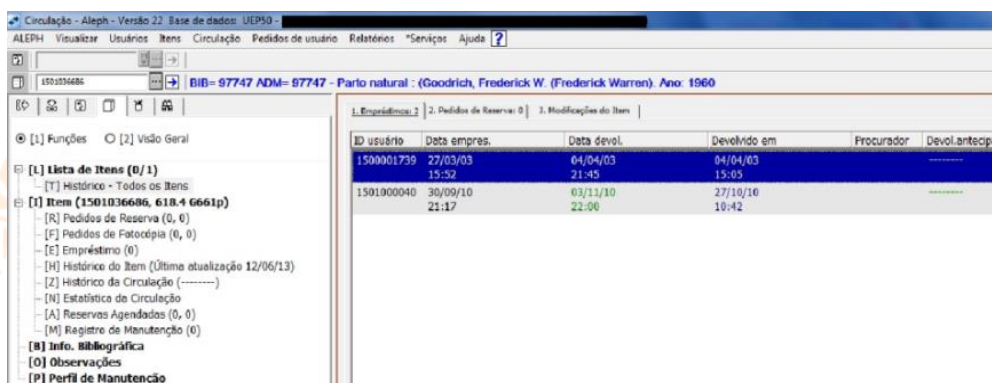 Circulação - Aleph - Versão 22 Base de dados: UEP50 -
ALEPH Visualizar Usuários Itens Circulação Pedidos de usuário Relatórios *Serviços Ajuda ?
1501036686 ... BIB= 97747 ADM= 97747 - Parto natural : (Goodrich, Frederick W. (Frederick Warren). Ano: 1960
[1] Funções [2] Visão Geral
[L] Lista de Itens (0/1)
[T] Histórico - Todos os Itens
[I] Item (1501036686, 618.4 G661p)
[R] Pedidos de Reserva (0, 0)
[F] Pedidos de Fotocópia (0, 0)
[E] Empréstimo (0)
[H] Histórico do Item (Última atualização 12/06/13)
[Z] Histórico da Circulação (--------)
[N] Estatística da Circulação
[A] Reservas Agendadas (0, 0)
[M] Registro de Manutenção (0)
[B] Info. Bibliográfica
[O] Observações
[P] Perfil de Manutenção
1. Empréstimos: 2 2. Pedidos de Reserva: 0 3. Modificações do Item
ID usuário Data empres. Data devol. Devolvido em Procurador Devol.antecip
1500001739 27/03/03 04/04/03 04/04/03 --------
15:52 21:45 15:05
1501000040 30/09/10 03/11/10 27/10/10 --------
21:17 22:00 10:42